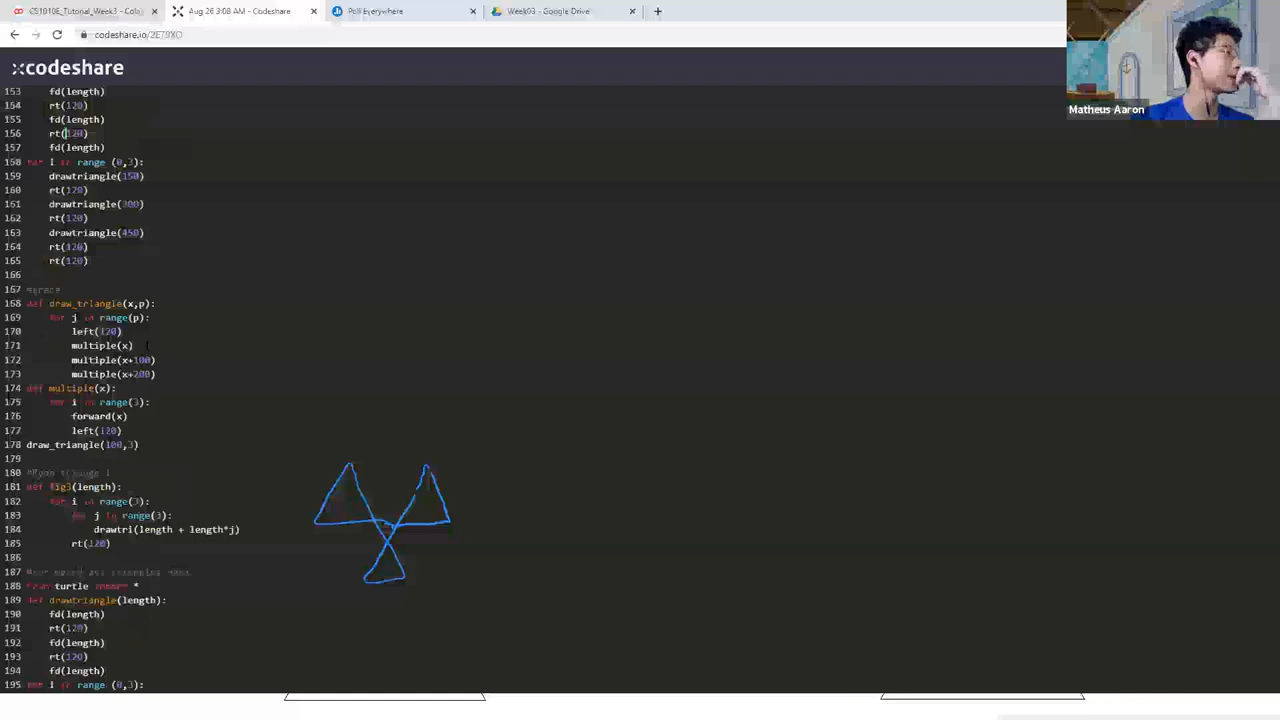 CS1010E_Tutorial_Week3 - Cola
Aug 26 3:08 AM - Codeshare
Poll Everywhere
Week03 - Google Drive
codeshare
Matheus Aaron
153 fd(length)
154 rt(120)
155 fd(length)
156 rt(120)
157 fd(length)
158 for i in range (0,3):
159 drawtriangle(150)
160 rt(120)
161 drawtriangle(300)
162 rt(120)
163 drawtriangle(450)
164 rt(120)
165 rt(120)
166
167
168 def draw_triangle(x,p):
169 for j in range(p):
170 left(120)
171 multiple(x)
172 multiple(x+100)
173 multiple(x+200)
174 def multiple(x):
175 for i in range(3):
176 forward(x)
177 left(120)
178 draw_triangle(100,3)
179
180
181 def fig3(length):
182 for i in range(3):
183 for j in range(3):
184 drawtri(length + length*j)
185 rt(120)
186
187
188 from turtle import *
189 def drawtriangle(length):
190 fd(length)
191 rt(120)
192 fd(length)
193 rt(120)
194 fd(length)
195 for i in range (0,3):